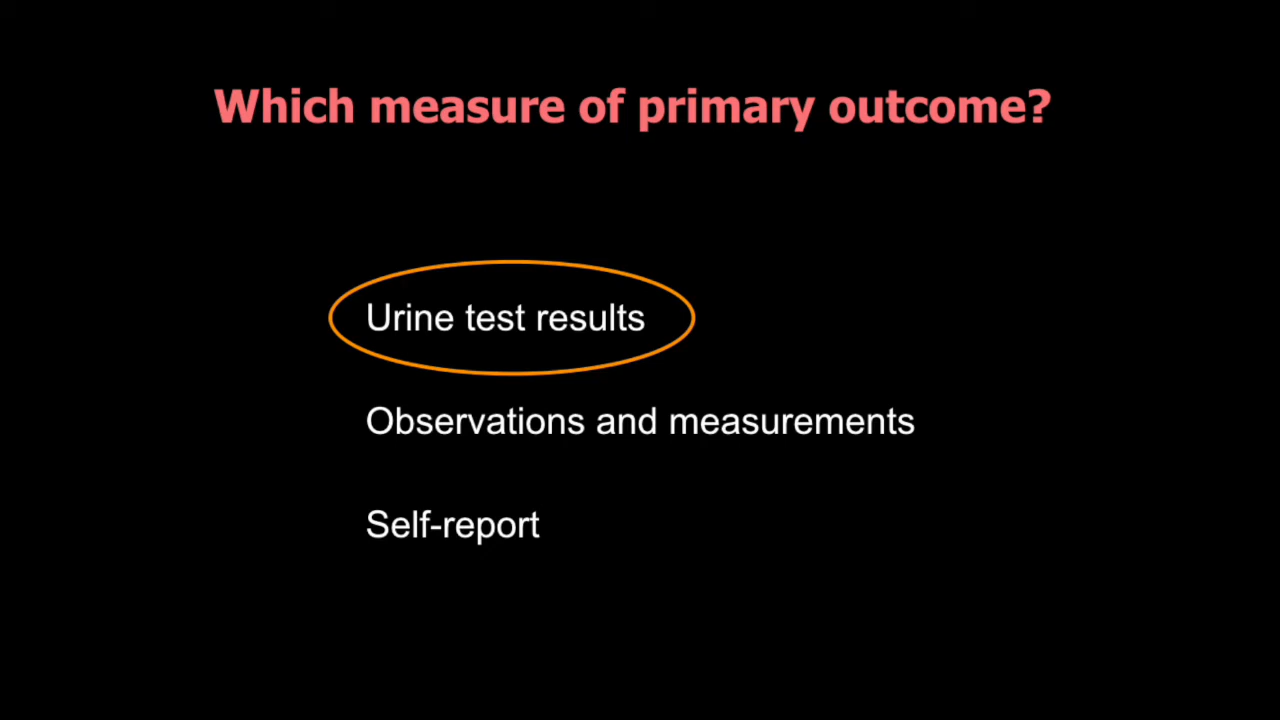 Which measure of primary outcome?
Urine test results
Observations and measurements
Self-report